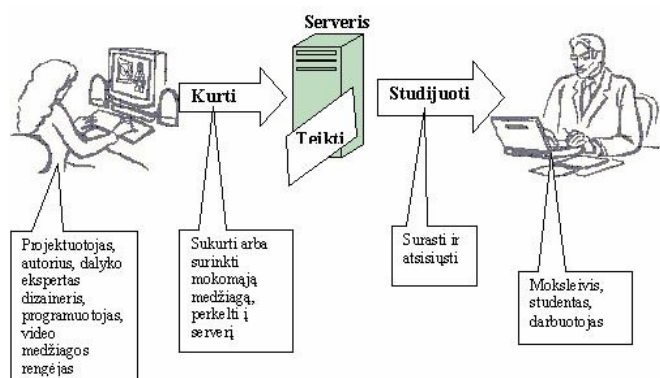 Serveris
Kurti
Teikti
Studijuoti
Projektuotojas,
autorius, dalyko
ekspertas
dizaineris,
programuotojas,
video
medžiagos
rengėjas
Sukurti arba
surinkti
mokomąją
medžiagą,
perkelti į
serverį
Surasti ir
atsisiųsti
Moksleivis,
studentas,
darbuotojas